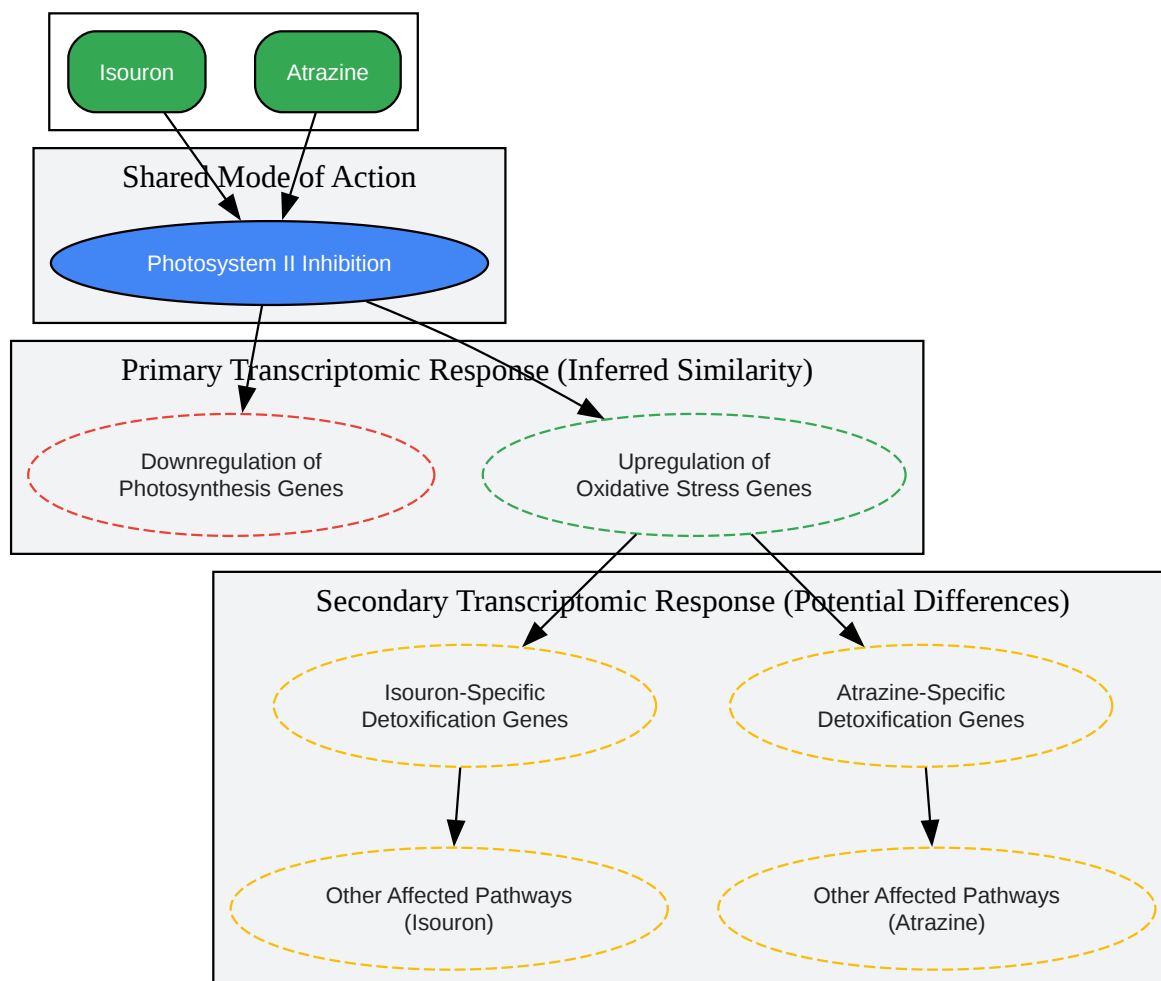 Isouron
Atrazine
Shared Mode of Action
Photosystem II Inhibition
Primary Transcriptomic Response (Inferred Similarity)
Downregulation of
Photosynthesis Genes
Upregulation of
Oxidative Stress Genes
Secondary Transcriptomic Response (Potential Differences)
Isouron-Specific
Detoxification Genes
Atrazine-Specific
Detoxification Genes
Other Affected Pathways
(Isouron)
Other Affected Pathways
(Atrazine)